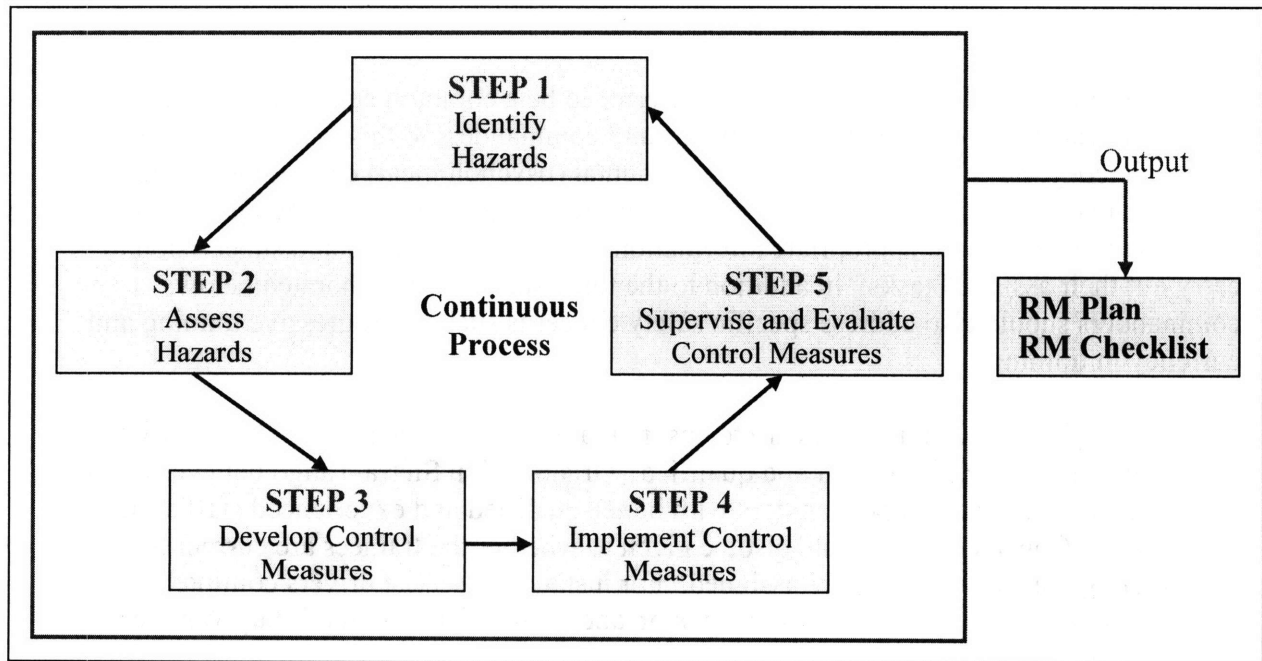 STEP 1
Identify
Hazards
Output
STEP 2
Assess
Hazards
Continuous
Process
STEP 5
Supervise and Evaluate
Control Measures
RM Plan
RM Checklist
STEP 3
Develop Control
Measures
STEP 4
Implement Control
Measures